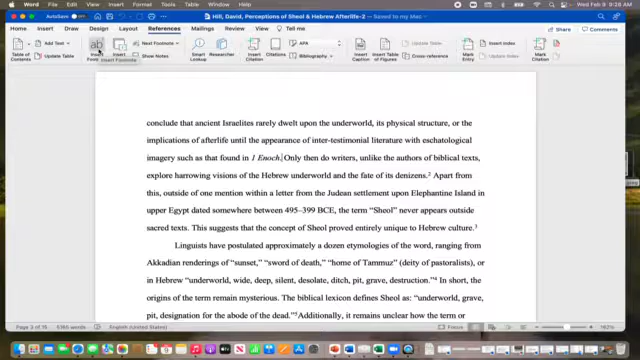 Word File Edit View Insert Format Tools Table Window Help
Wed Feb 9 9:28 AM
AutoSave OFF
Hill, David, Perceptions of Sheol & Hebrew Afterlife-2 — Saved to my Mac
Home Insert Draw Design Layout References Mailings Review View Tell me
Share Comments
Table of Contents
Add Text
Update Table
Insert Footnote
Next Footnote
Show Notes
Smart Lookup
Researcher
Insert Citation
Citations
APA
Bibliography
Insert Caption
Update Table
Cross-reference
Mark Entry
Insert Index
Update Index
Mark Citation
Insert Footnote
conclude that ancient Israelites rarely dwelt upon the underworld, its physical structure, or the
implications of afterlife until the appearance of inter-testimonial literature with eschatological
imagery such as that found in 1 Enoch. Only then do writers, unlike the authors of biblical texts,
explore harrowing visions of the Hebrew underworld and the fate of its denizens.² Apart from
this, outside of one mention within a letter from the Judean settlement upon Elephantine Island in
upper Egypt dated somewhere between 495–399 BCE, the term “Sheol” never appears outside
sacred texts. This suggests that the concept of Sheol proved entirely unique to Hebrew culture.³
Linguists have postulated approximately a dozen etymologies of the word, ranging from
Akkadian renderings of “sunset,” “sword of death,” “home of Tammuz” (deity of pastoralists), or
in Hebrew “underworld, wide, deep, silent, desolate, ditch, pit, grave, destruction.”⁴ In short, the
origins of the term remain mysterious. The biblical lexicon defines Sheol as: “underworld, grave,
pit, designation for the abode of the dead.”⁵ Additionally, it remains unclear how the term or
Page 3 of 15
English (United States)
Focus
162%